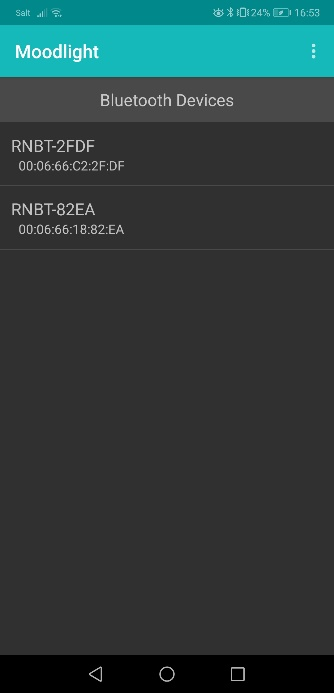 Salt 24% 16:53
Moodlight
Bluetooth Devices
RNBT-2FDF
00:06:66:C2:2F:DF
RNBT-82EA
00:06:66:18:82:EA